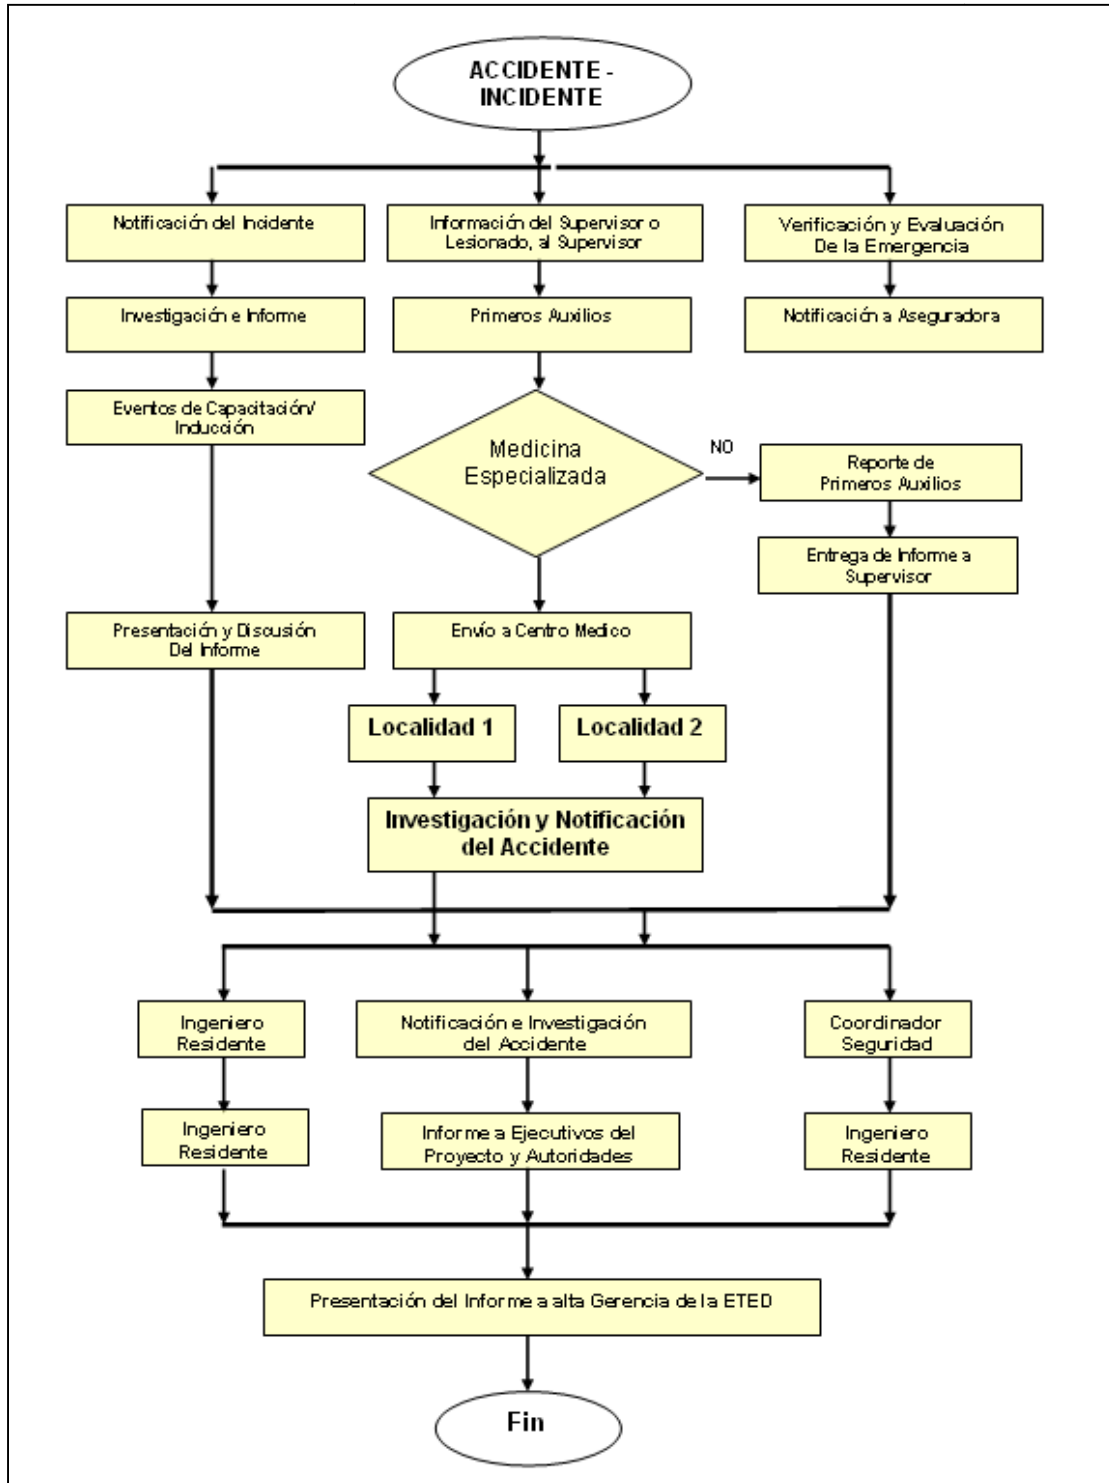 ACCIDENTE -
INCIDENTE
Notificación del Incidente
Información del Supervisor o
Lesionado, al Supervisor
Verificación y Evaluación
De la Emergencia
Investigación e Informe
Primeros Auxilios
Notificación a Aseguradora
Eventos de Capacitación/
Inducción
Medicina
Especializada
NO
Reporte de
Primeros Auxilios
Entrega de Informe a
Supervisor
Presentación y Discusión
Del Informe
Envío a Centro Medico
Localidad 1
Localidad 2
Investigación y Notificación
del Accidente
Ingeniero
Residente
Notificación e Investigación
del Accidente
Coordinador
Seguridad
Ingeniero
Residente
Informe a Ejecutivos del
Proyecto y Autoridades
Ingeniero
Residente
Presentación del Informe a alta Gerencia de la ETED
Fin